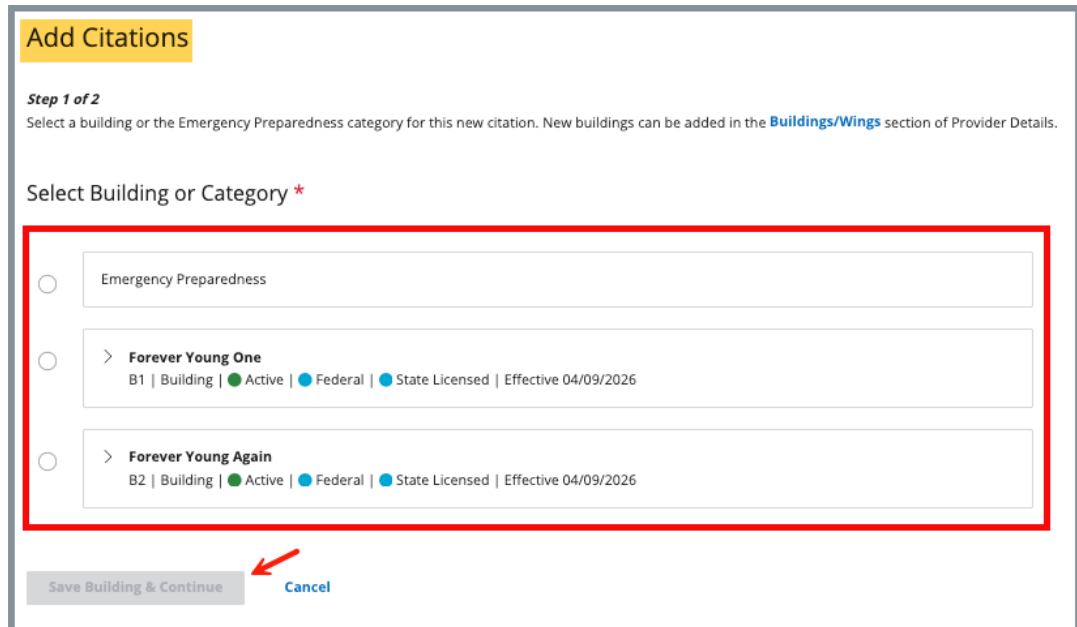 Add Citations
Step 1 of 2
Select a building or the Emergency Preparedness category for this new citation. New buildings can be added in the Buildings/Wings section of Provider Details.
Select Building or Category *
Emergency Preparedness
Forever Young One
B1 | Building | Active | Federal | State Licensed | Effective 04/09/2026
Forever Young Again
B2 | Building | Active | Federal | State Licensed | Effective 04/09/2026
Save Building & Continue Cancel